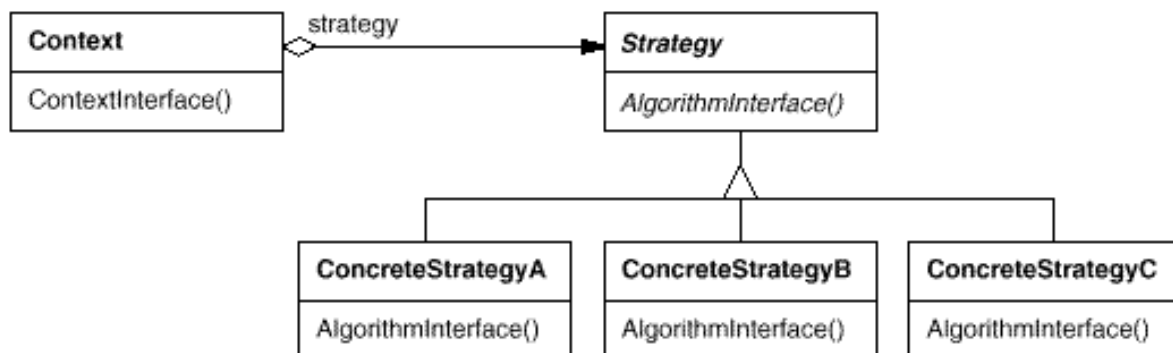 strategy
Context
Strategy
ContextInterface()
AlgorithmInterface()
ConcreteStrategyA
ConcreteStrategyB
ConcreteStrategyC
AlgorithmInterface()
AlgorithmInterface()
AlgorithmInterface()